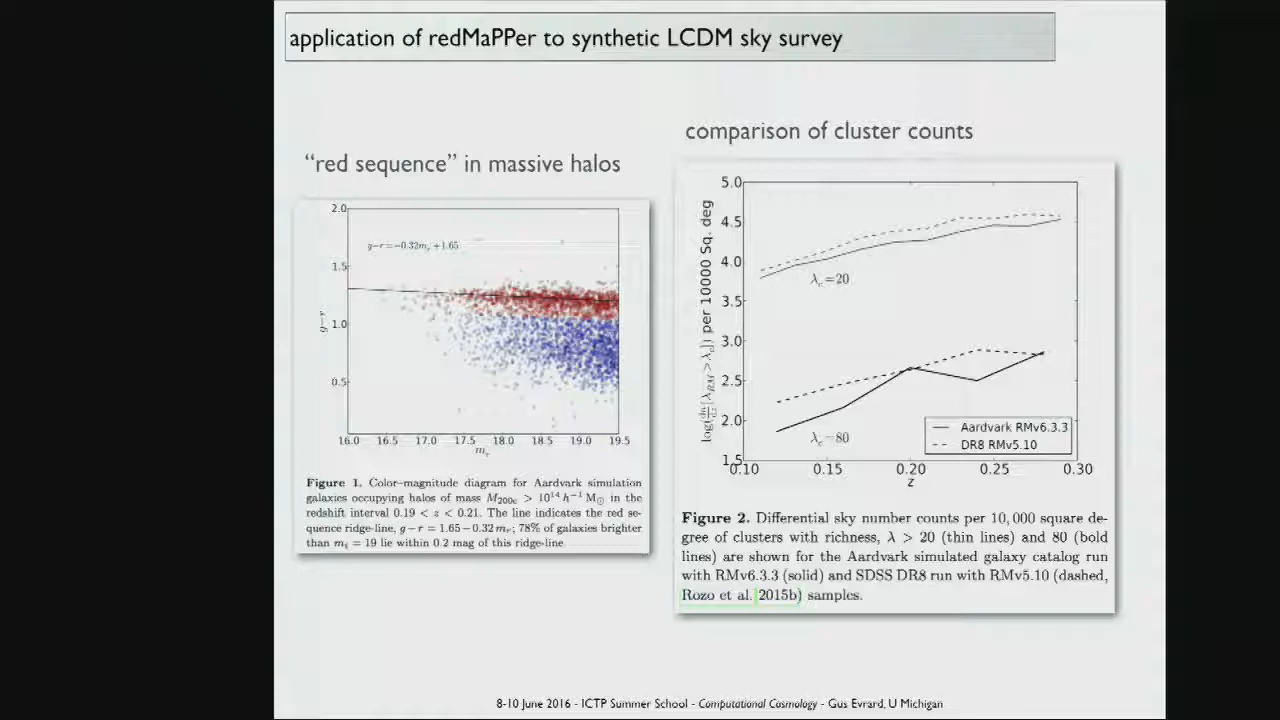 application of redMaPPer to synthetic LCDM sky survey
"red sequence" in massive halos
2.0
1.5
1.0
0.5
g−r=−0.32m_r+1.65
g−r
16.0 16.5 17.0 17.5 18.0 18.5 19.0 19.5
m_r
Figure 1. Color–magnitude diagram for Aardvark simulation
galaxies occupying halos of mass M_200c > 10^14 h^−1 M_⊙ in the
redshift interval 0.19 < z < 0.21. The line indicates the red se-
quence ridge-line, g−r = 1.65−0.32 m_r; 78% of galaxies brighter
than m_i = 19 lie within 0.2 mag of this ridge-line.
comparison of cluster counts
5.0
4.5
4.0
3.5
3.0
2.5
2.0
1.5
log(dn/dz[λ_RM>λ_c]) per 10000 Sq. deg
λ_c=20
λ_c=80
Aardvark RMv6.3.3
DR8 RMv5.10
0.10 0.15 0.20 0.25 0.30
z
Figure 2. Differential sky number counts per 10,000 square de-
gree of clusters with richness, λ > 20 (thin lines) and 80 (bold
lines) are shown for the Aardvark simulated galaxy catalog run
with RMv6.3.3 (solid) and SDSS DR8 run with RMv5.10 (dashed,
Rozo et al. 2015b) samples.
8-10 June 2016 - ICTP Summer School - Computational Cosmology - Gus Evrard, U Michigan